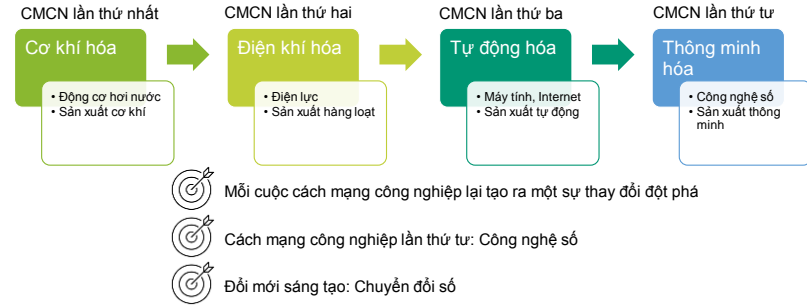 CMCN lần thứ nhất
CMCN lần thứ hai
CMCN lần thứ ba
CMCN lần thứ tư
Cơ khí hóa
• Động cơ hơi nước
• Sản xuất cơ khí
Điện khí hóa
• Điện lực
• Sản xuất hàng loạt
Tự động hóa
• Máy tính, Internet
• Sản xuất tự động
Thông minh
hóa
• Công nghệ số
• Sản xuất thông
minh
Mỗi cuộc cách mạng công nghiệp lại tạo ra một sự thay đổi đột phá
Cách mạng công nghiệp lần thứ tư: Công nghệ số
Đổi mới sáng tạo: Chuyển đổi số